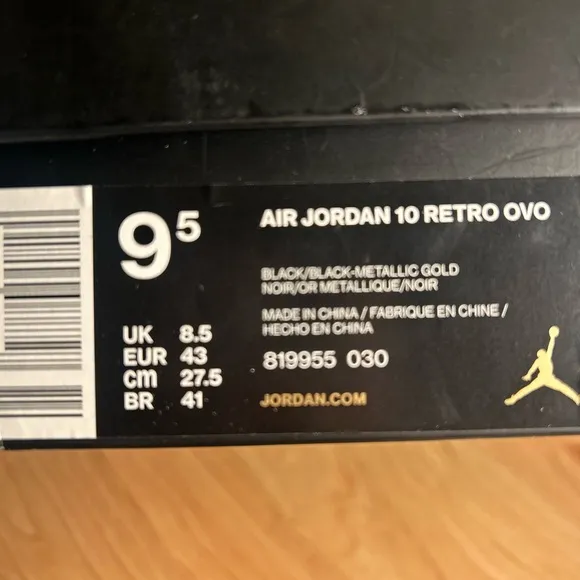 9⁵
AIR JORDAN 10 RETRO OVO
BLACK/BLACK-METALLIC GOLD
NOIR/OR METALLIQUE/NOIR
MADE IN CHINA / FABRIQUE EN CHINE /
HECHO EN CHINA
UK 8.5
EUR 43
cm 27.5
BR 41
819955 030
JORDAN.COM